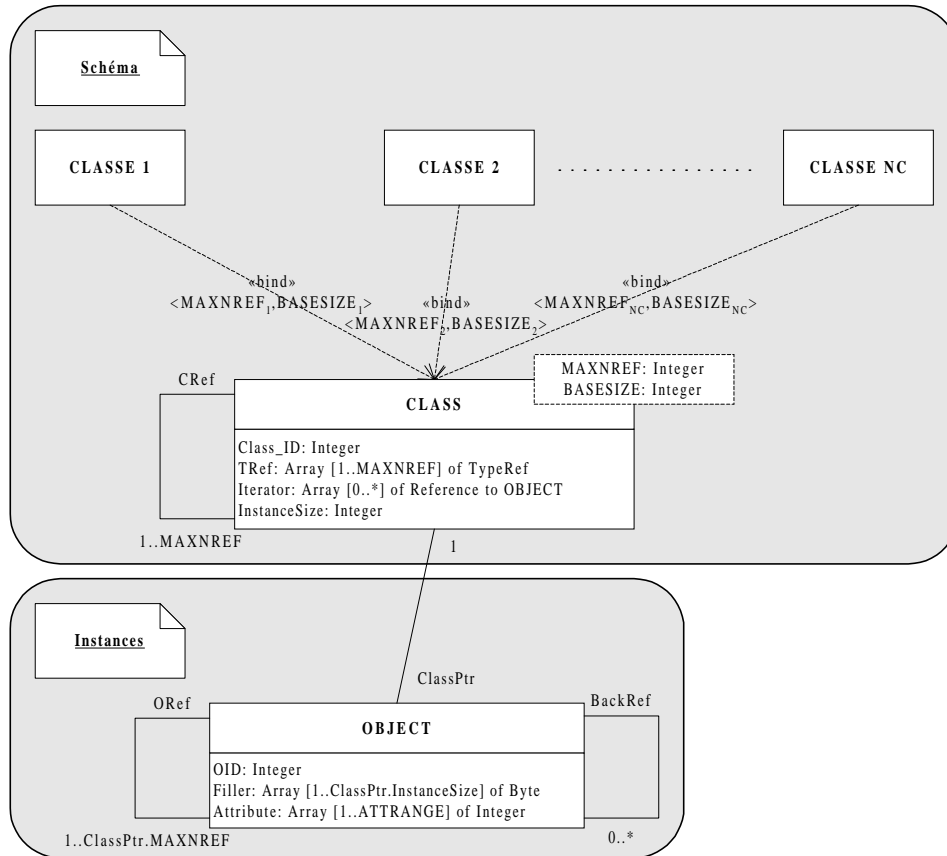 Schéma
CLASSE 1
CLASSE 2
. . . . . . . . . . . . . . . .
CLASSE NC
«bind»
<MAXNREF1,BASESIZE1>
«bind»
<MAXNREF2,BASESIZE2>
«bind»
<MAXNREFNC,BASESIZENC>
MAXNREF: Integer
BASESIZE: Integer
CRef
CLASS
Class_ID: Integer
TRef: Array [1..MAXNREF] of TypeRef
Iterator: Array [0..*] of Reference to OBJECT
InstanceSize: Integer
1..MAXNREF
1
Instances
ClassPtr
ORef
BackRef
OBJECT
OID: Integer
Filler: Array [1..ClassPtr.InstanceSize] of Byte
Attribute: Array [1..ATTRANGE] of Integer
1..ClassPtr.MAXNREF
0..*